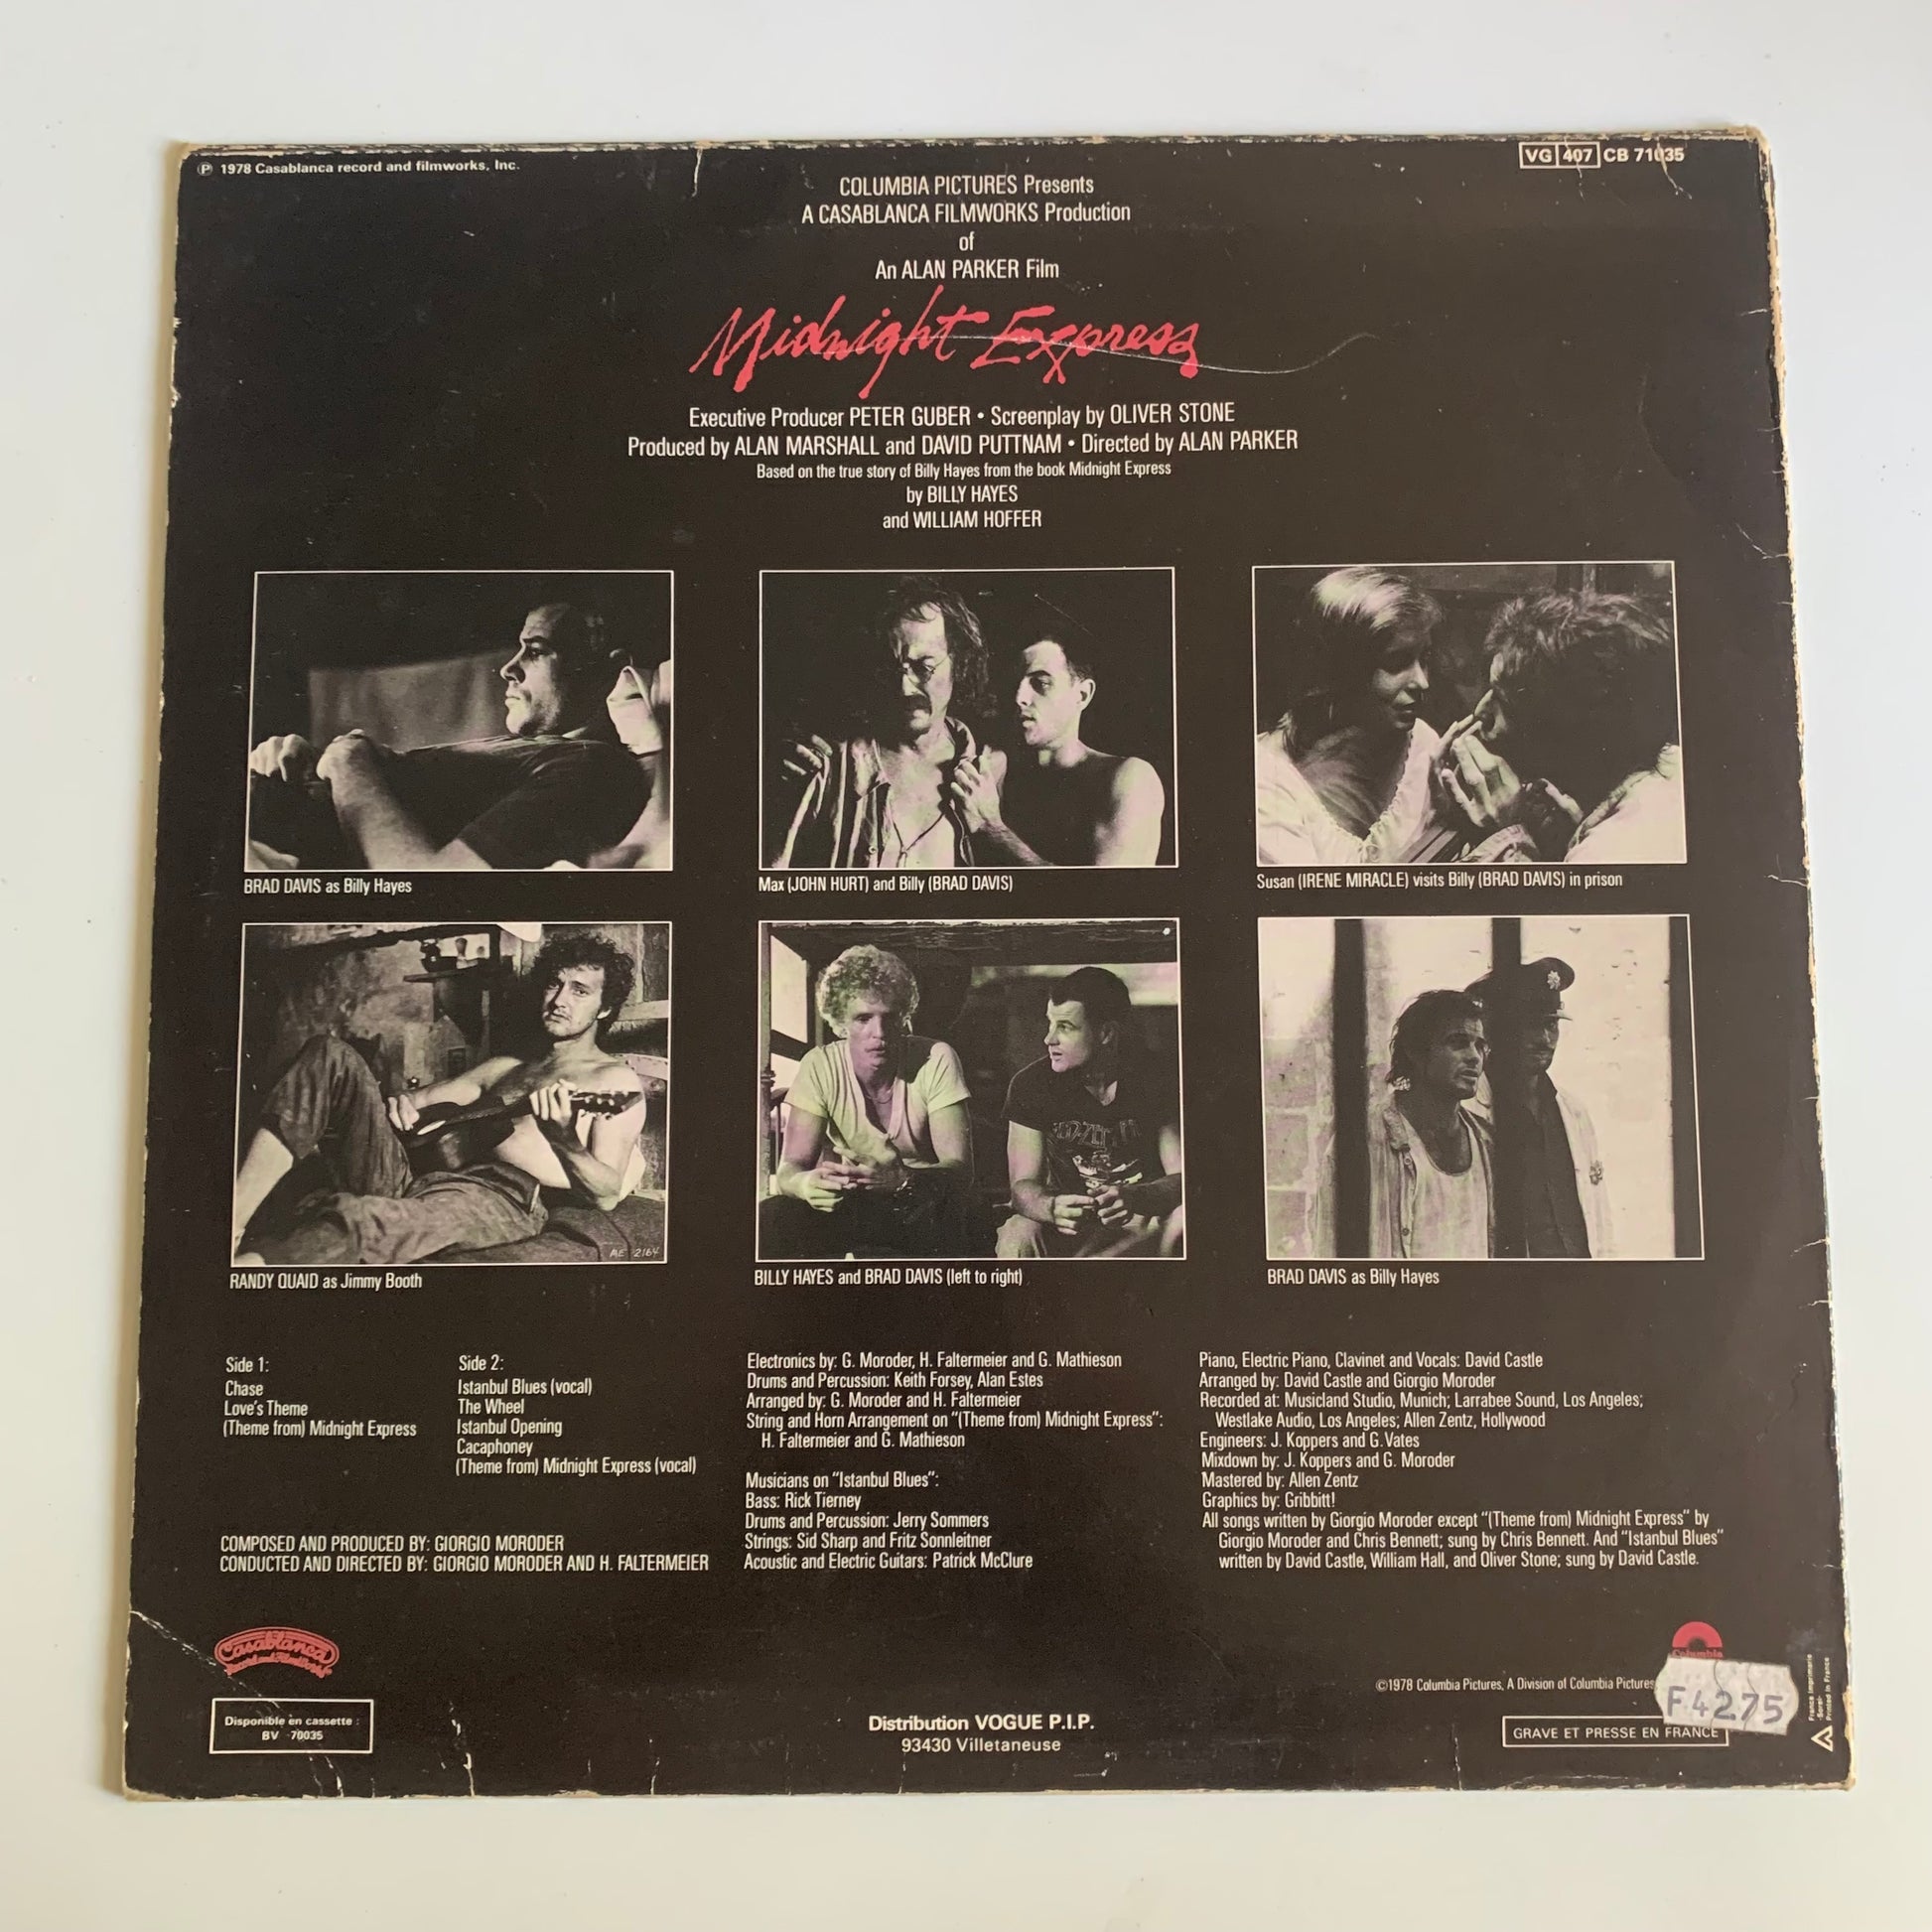 ℗ 1978 Casablanca record and filmworks, Inc.
VG 407 CB 71035
COLUMBIA PICTURES Presents
A CASABLANCA FILMWORKS Production
of
An ALAN PARKER Film
Midnight Express
Executive Producer PETER GUBER • Screenplay by OLIVER STONE
Produced by ALAN MARSHALL and DAVID PUTTNAM • Directed by ALAN PARKER
Based on the true story of Billy Hayes from the book Midnight Express
by BILLY HAYES
and WILLIAM HOFFER
BRAD DAVIS as Billy Hayes
Max (JOHN HURT) and Billy (BRAD DAVIS)
Susan (IRENE MIRACLE) visits Billy (BRAD DAVIS) in prison
ME 2164
RANDY QUAID as Jimmy Booth
BILLY HAYES and BRAD DAVIS (left to right)
BRAD DAVIS as Billy Hayes
Side 1:
Chase
Love's Theme
(Theme from) Midnight Express
Side 2:
Istanbul Blues (vocal)
The Wheel
Istanbul Opening
Cacaphoney
(Theme from) Midnight Express (vocal)
COMPOSED AND PRODUCED BY: GIORGIO MORODER
CONDUCTED AND DIRECTED BY: GIORGIO MORODER AND H. FALTERMEIER
Electronics by: G. Moroder, H. Faltermeier and G. Mathieson
Drums and Percussion: Keith Forsey, Alan Estes
Arranged by: G. Moroder and H. Faltermeier
String and Horn Arrangement on "(Theme from) Midnight Express":
H. Faltermeier and G. Mathieson
Musicians on "Istanbul Blues":
Bass: Rick Tierney
Drums and Percussion: Jerry Sommers
Strings: Sid Sharp and Fritz Sonnleitner
Acoustic and Electric Guitars: Patrick McClure
Piano, Electric Piano, Clavinet and Vocals: David Castle
Arranged by: David Castle and Giorgio Moroder
Recorded at: Musicland Studio, Munich; Larrabee Sound, Los Angeles;
Westlake Audio, Los Angeles; Allen Zentz, Hollywood
Engineers: J. Koppers and G. Vates
Mixdown by: J. Koppers and G. Moroder
Mastered by: Allen Zentz
Graphics by: Gribbitt!
All songs written by Giorgio Moroder except "(Theme from) Midnight Express" by
Giorgio Moroder and Chris Bennett; sung by Chris Bennett. And "Istanbul Blues"
written by David Castle, William Hall, and Oliver Stone; sung by David Castle.
Casablanca
Record and FilmWorks
Disponible en cassette :
BV 70035
Distribution VOGUE P.I.P.
93430 Villetaneuse
Columbia
©1978 Columbia Pictures, A Division of Columbia Pictures
F.42.75
GRAVE ET PRESSE EN FRANCE
Printed in France